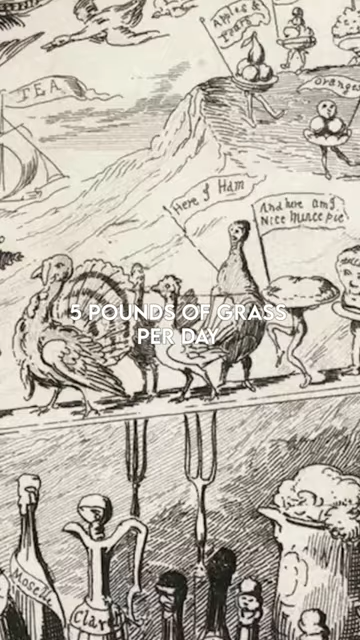 Apples &
Pears
Oranges
TEA
Here I Ham
And here am I
Nice Mince pie
5 POUNDS OF GRASS
PER DAY
Moselle
Clar